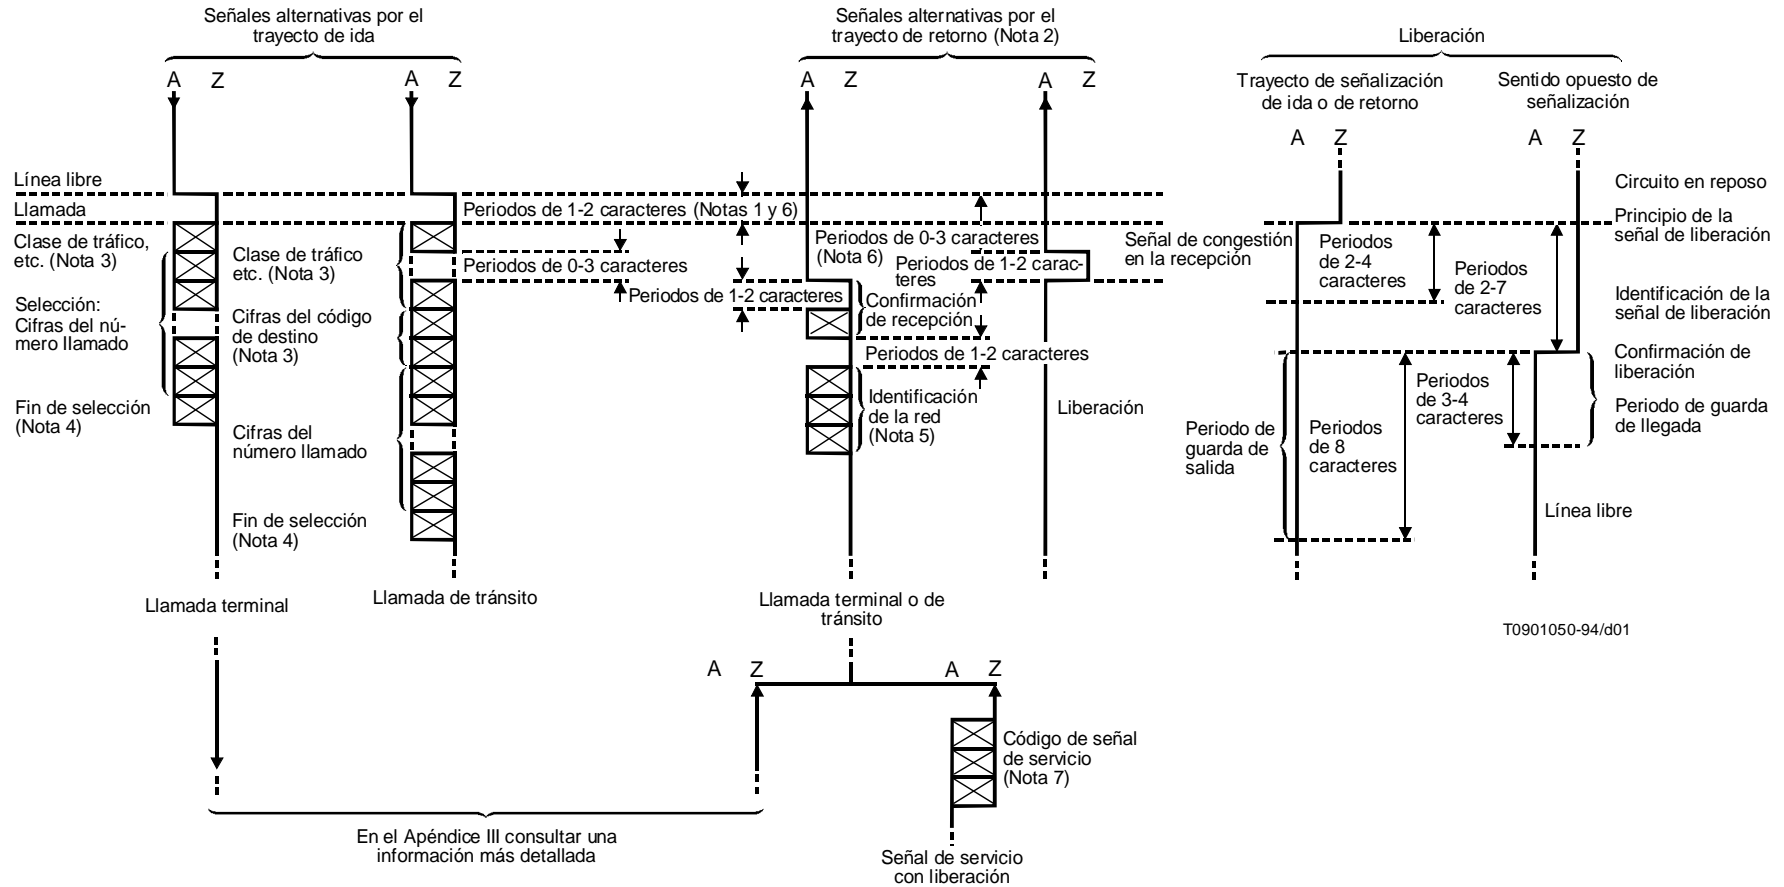 Señales alternativas por el
trayecto de ida
A
Z
A
Z
Línea libre
Llamada
Clase de tráfico,
etc. (Nota 3)
Selección:
Cifras del nú-
mero llamado
Fin de selección
(Nota 4)
Clase de tráfico
etc. (Nota 3)
Cifras del código
de destino
(Nota 3)
Cifras del
número llamado
Fin de selección
(Nota 4)
Periodos de 1-2 caracteres (Notas 1 y 6)
Periodos de 0-3 caracteres
Periodos de 1-2 caracteres
Llamada terminal
Llamada de tránsito
Señales alternativas por el
trayecto de retorno (Nota 2)
A
Z
A
Periodos de 0-3 caracteres
(Nota 6)
Periodos de 1-2 carac-
teres
Confirmación
de recepción
Periodos de 1-2 caracteres
Identificación
de la red
(Nota 5)
Señal de congestión
en la recepción
Liberación
Llamada terminal o de
tránsito
Liberación
Trayecto de señalización
de ida o de retorno
Sentido opuesto de
señalización
A
Z
A
Z
Circuito en reposo
Principio de la
señal de liberación
Periodos
de 2-4
caracteres
Periodos
de 2-7
caracteres
Identificación de la
señal de liberación
Confirmación de
liberación
Periodos
de 3-4
caracteres
Periodo de guarda
de llegada
Periodo de
guarda de
salida
Periodos
de 8
caracteres
Línea libre
T0901050-94/d01
A
Z
A
Z
Código de señal
de servicio
(Nota 7)
En el Apéndice III consultar una
información más detallada
Señal de servicio
con liberación